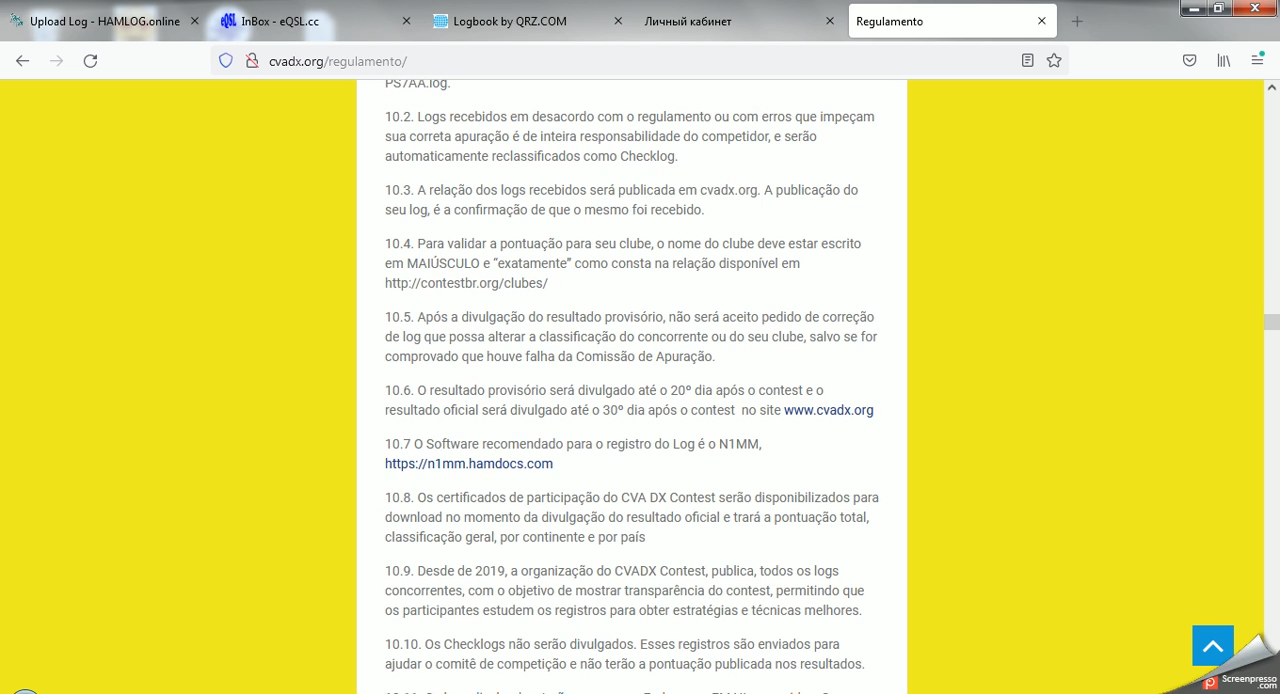 Upload Log - HAMLOG.online
InBox - eQSL.cc
Logbook by QRZ.COM
Личный кабинет
Regulamento
cvadx.org/regulamento/
PS7AA.log.
10.2. Logs recebidos em desacordo com o regulamento ou com erros que impeçam
sua correta apuração é de inteira responsabilidade do competidor, e serão
automaticamente reclassificados como Checklog.
10.3. A relação dos logs recebidos será publicada em cvadx.org. A publicação do
seu log, é a confirmação de que o mesmo foi recebido.
10.4. Para validar a pontuação para seu clube, o nome do clube deve estar escrito
em MAIÚSCULO e “exatamente” como consta na relação disponível em
http://contestbr.org/clubes/
10.5. Após a divulgação do resultado provisório, não será aceito pedido de correção
de log que possa alterar a classificação do concorrente ou do seu clube, salvo se for
comprovado que houve falha da Comissão de Apuração.
10.6. O resultado provisório será divulgado até o 20º dia após o contest e o
resultado oficial será divulgado até o 30º dia após o contest  no site www.cvadx.org
10.7 O Software recomendado para o registro do Log é o N1MM,
https://n1mm.hamdocs.com
10.8. Os certificados de participação do CVA DX Contest serão disponibilizados para
download no momento da divulgação do resultado oficial e trará a pontuação total,
classificação geral, por continente e por país
10.9. Desde de 2019, a organização do CVADX Contest, publica, todos os logs
concorrentes, com o objetivo de mostrar transparência do contest, permitindo que
os participantes estudem os registros para obter estratégias e técnicas melhores.
10.10. Os Checklogs não serão divulgados. Esses registros são enviados para
ajudar o comitê de competição e não terão a pontuação publicada nos resultados.
Screenpresso
.com